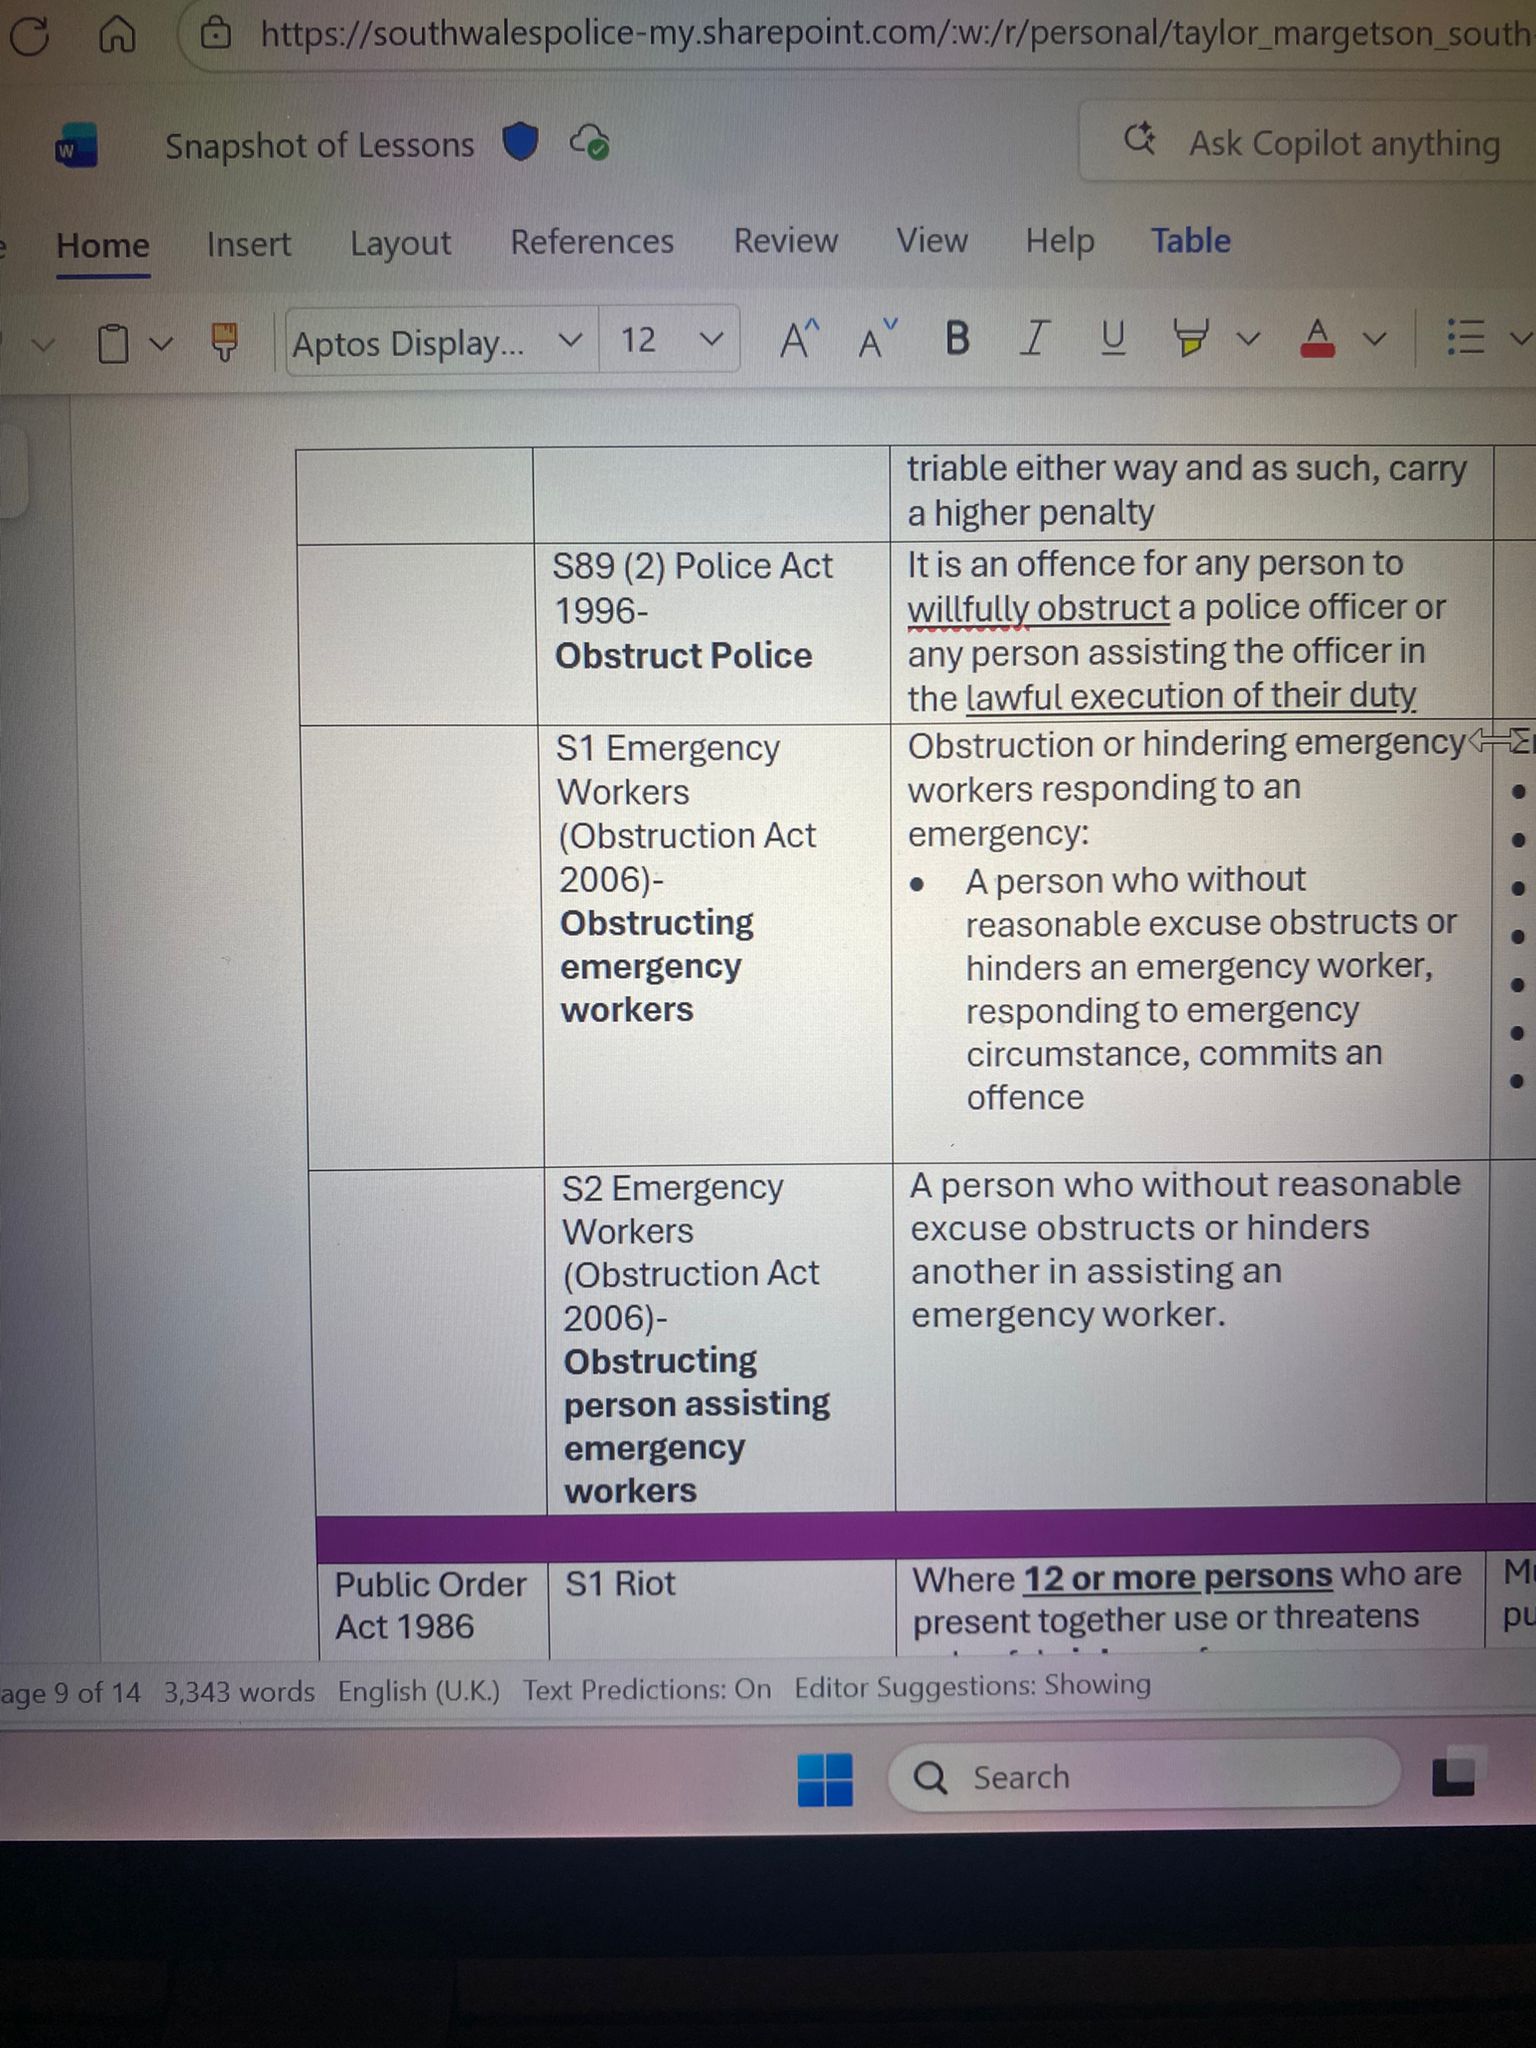 https://southwalespolice-my.sharepoint.com/:w:/r/personal/taylor_margetson_south
Snapshot of Lessons
Ask Copilot anything
Home Insert Layout References Review View Help Table
Aptos Display... 12
triable either way and as such, carry
a higher penalty
S89 (2) Police Act
1996-
Obstruct Police
It is an offence for any person to
willfully obstruct a police officer or
any person assisting the officer in
the lawful execution of their duty
S1 Emergency
Workers
(Obstruction Act
2006)-
Obstructing
emergency
workers
Obstruction or hindering emergency
workers responding to an
emergency:
• A person who without
reasonable excuse obstructs or
hinders an emergency worker,
responding to emergency
circumstance, commits an
offence
S2 Emergency
Workers
(Obstruction Act
2006)-
Obstructing
person assisting
emergency
workers
A person who without reasonable
excuse obstructs or hinders
another in assisting an
emergency worker.
Public Order
Act 1986
S1 Riot
Where 12 or more persons who are
present together use or threatens
age 9 of 14 3,343 words English (U.K.) Text Predictions: On Editor Suggestions: Showing
Search